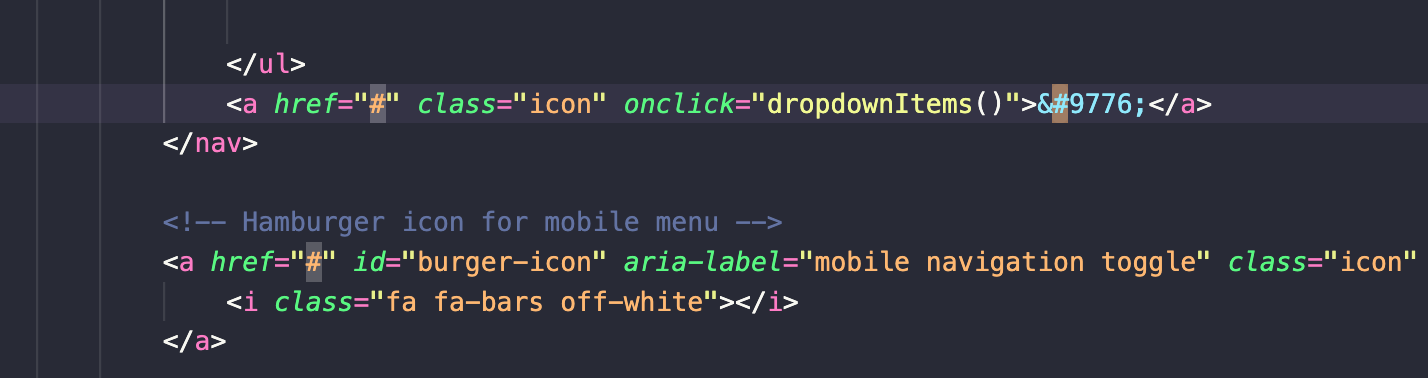 </ul>
<a href="#" class="icon" onclick="dropdownItems()">&#9776;</a>
</nav>
<!-- Hamburger icon for mobile menu -->
<a href="#" id="burger-icon" aria-label="mobile navigation toggle" class="icon"
<i class="fa fa-bars off-white"></i>
</a>